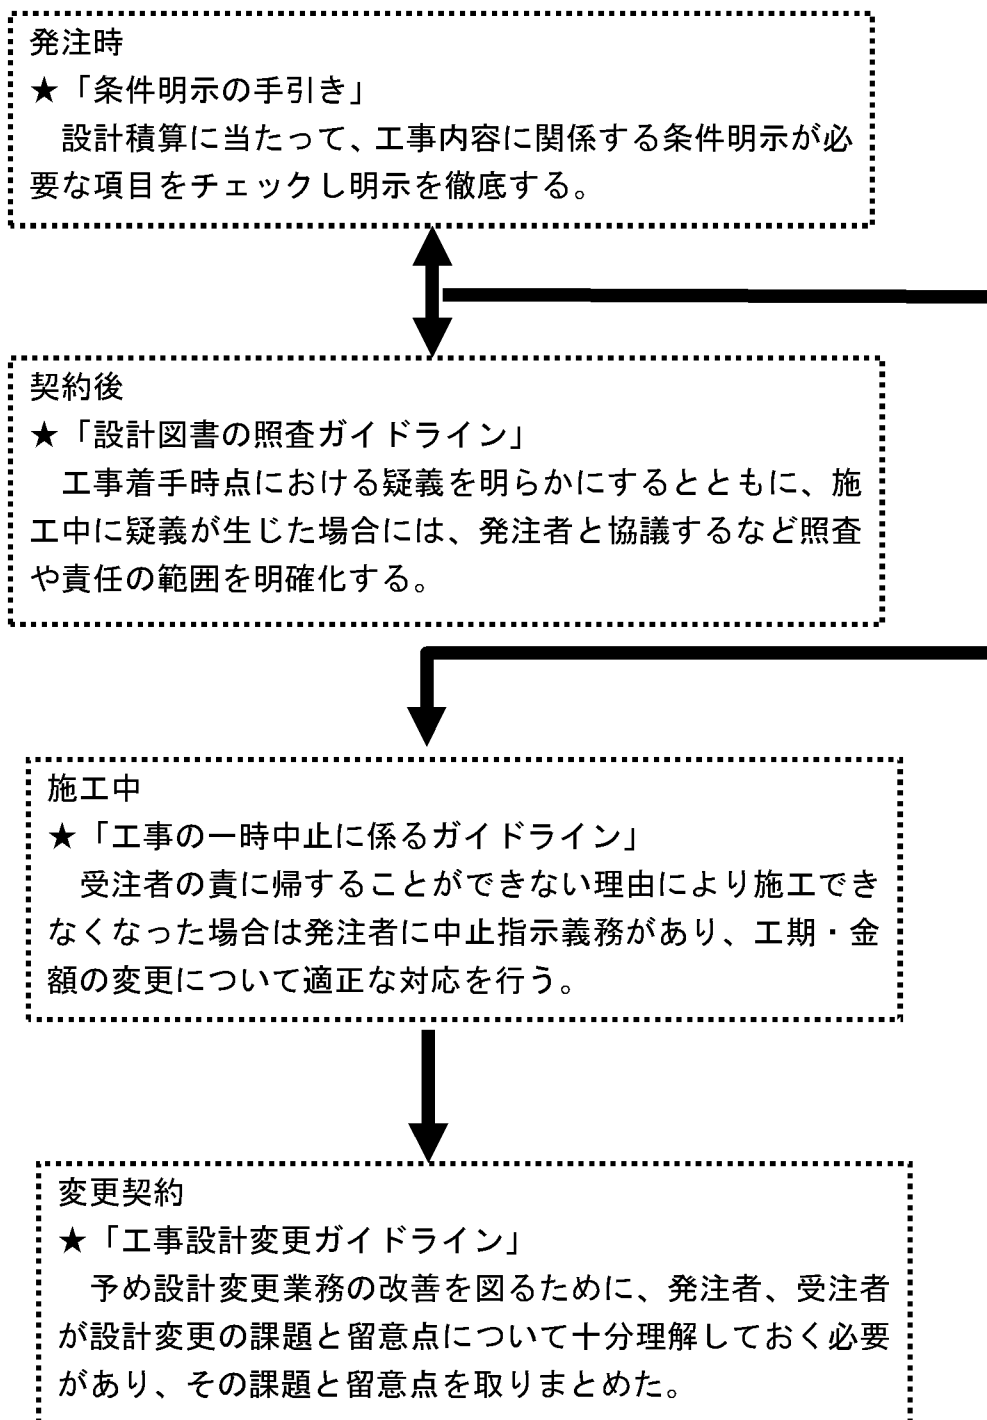 発注時
★「条件明示の手引き」
設計積算に当たって、工事内容に関係する条件明示が必
要な項目をチェックし明示を徹底する。
契約後
★「設計図書の照査ガイドライン」
工事着手時点における疑義を明らかにするとともに、施
工中に疑義が生じた場合には、発注者と協議するなど照査
や責任の範囲を明確化する。
施工中
★「工事の一時中止に係るガイドライン」
受注者の責に帰することができない理由により施工でき
なくなった場合は発注者に中止指示義務があり、工期・金
額の変更について適正な対応を行う。
変更契約
★「工事設計変更ガイドライン」
予め設計変更業務の改善を図るために、発注者、受注者
が設計変更の課題と留意点について十分理解しておく必要
があり、その課題と留意点を取りまとめた。